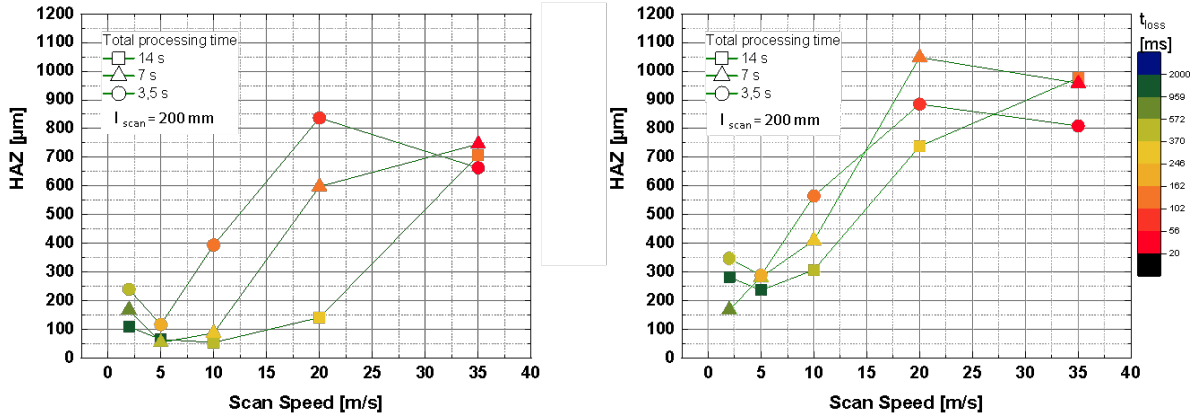 1200
1100
1000
900
800
700
600
500
400
300
200
100
0
HAZ [µm]
Total processing time
14 s
7 s
3,5 s
l scan = 200 mm
0 5 10 15 20 25 30 35 40
Scan Speed [m/s]
1200
1100
1000
900
800
700
600
500
400
300
200
100
0
HAZ [µm]
Total processing time
14 s
7 s
3,5 s
l scan = 200 mm
0 5 10 15 20 25 30 35 40
Scan Speed [m/s]
t loss
[ms]
2000
959
572
370
246
162
102
56
20